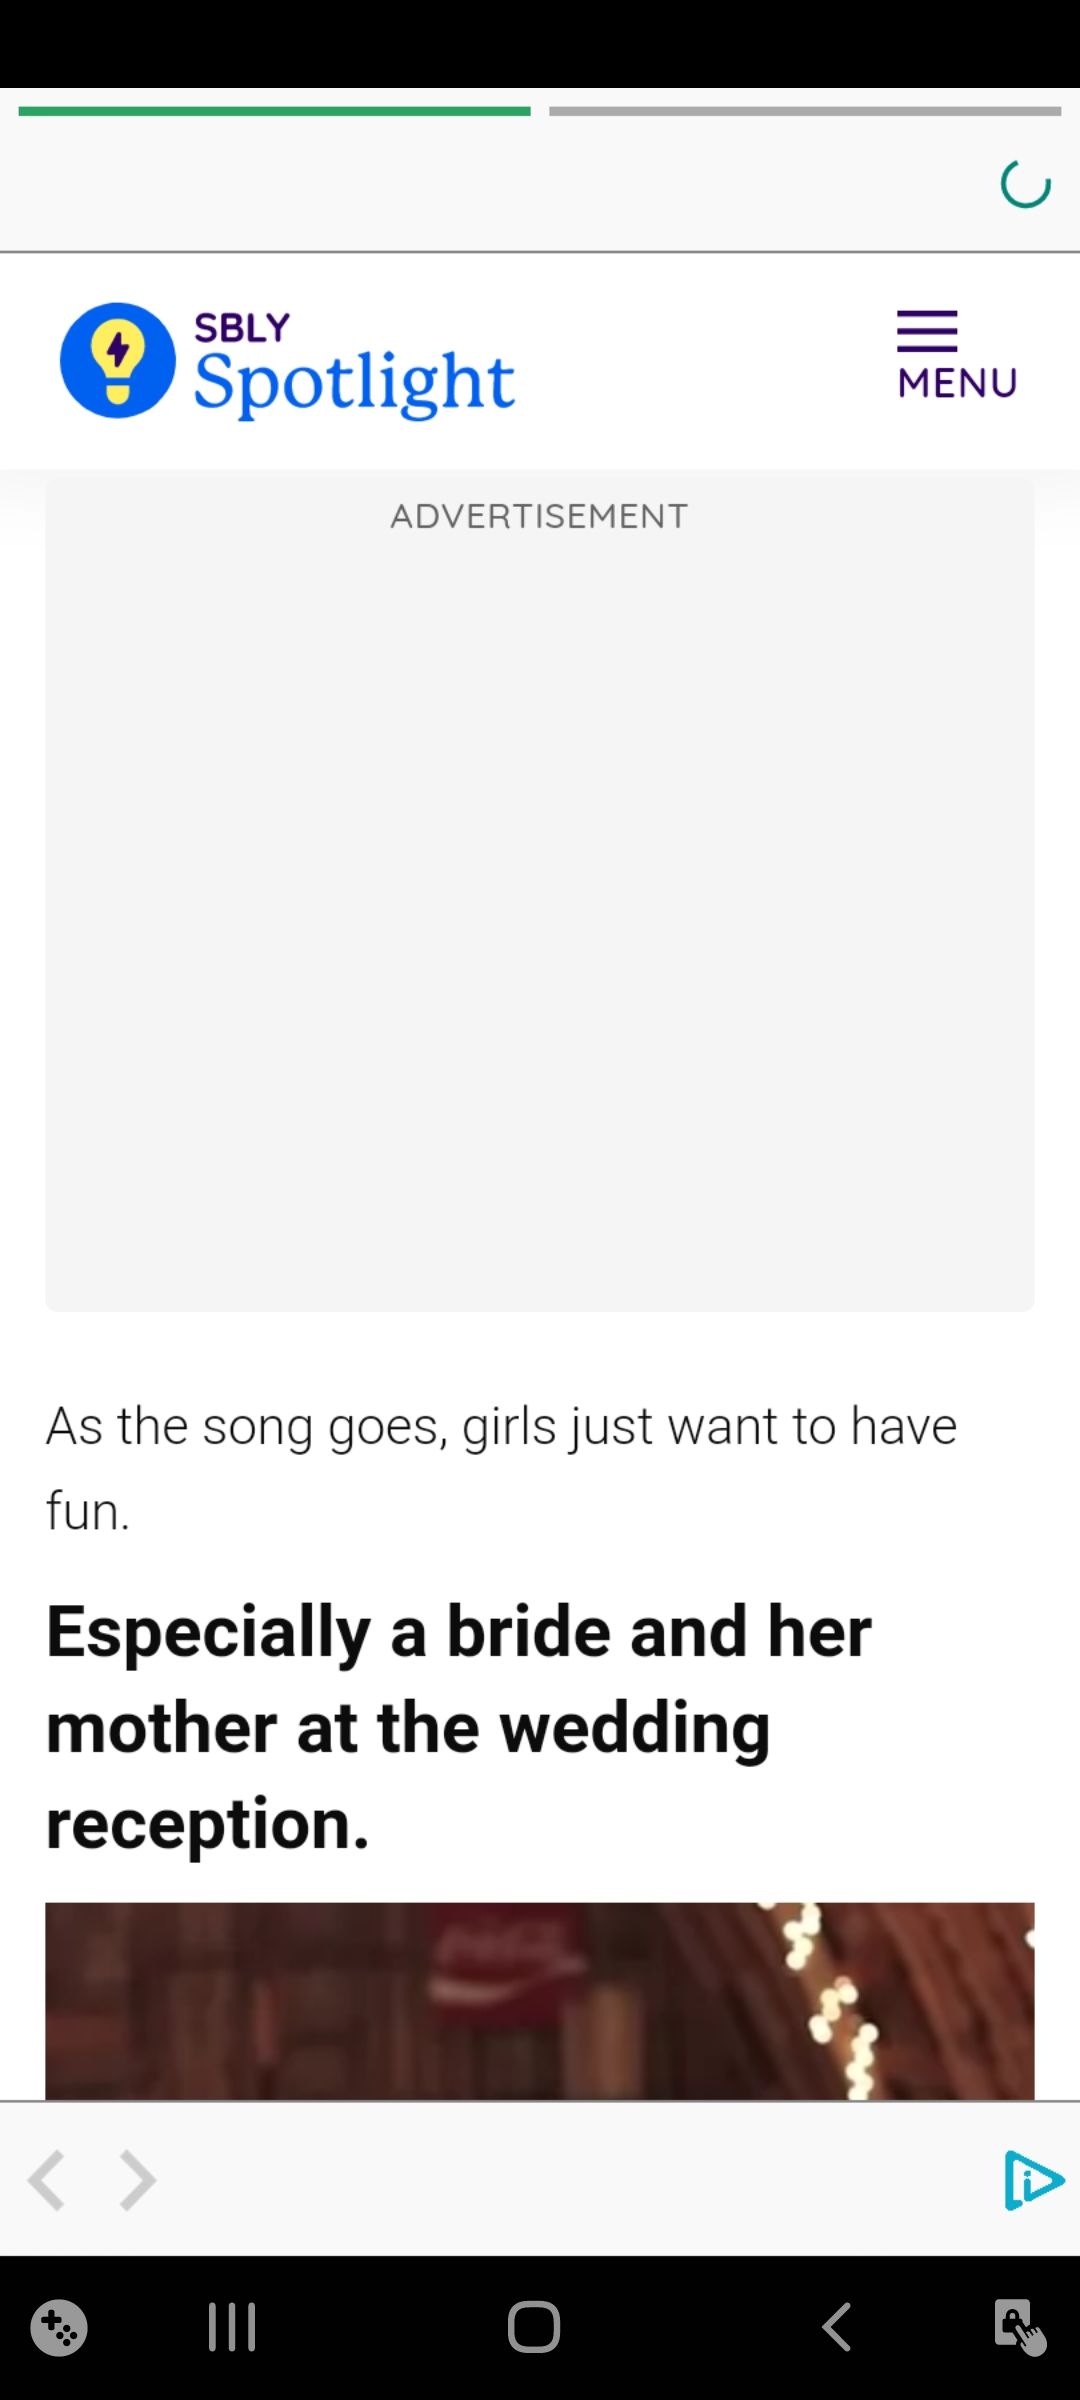 SBLY
Spotlight
MENU
ADVERTISEMENT
As the song goes, girls just want to have
fun.
Especially a bride and her
mother at the wedding
reception.